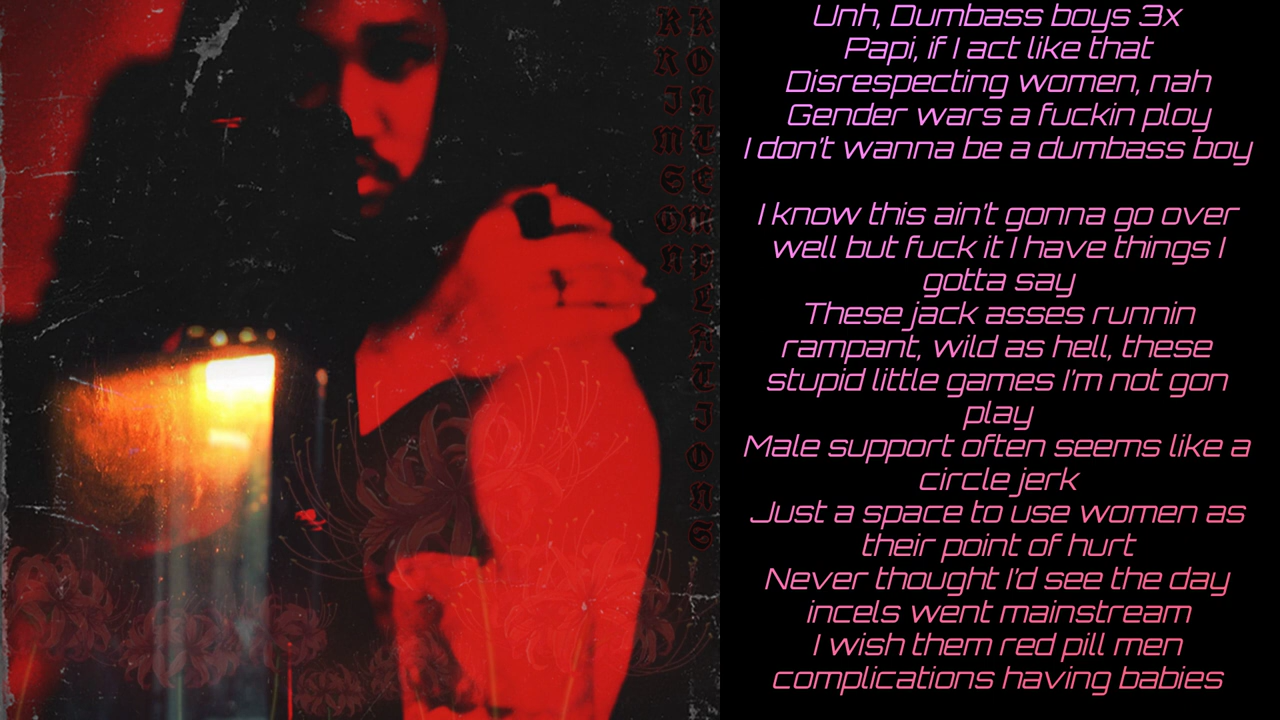 KRIMSON
KONTEMPLATIONS
Unh, Dumbass boys 3x
Papi, if I act like that
Disrespecting women, nah
Gender wars a fuckin ploy
I don't wanna be a dumbass boy
I know this ain't gonna go over
well but fuck it I have things I
gotta say
These jack asses runnin
rampant, wild as hell, these
stupid little games I'm not gon
play
Male support often seems like a
circle jerk
Just a space to use women as
their point of hurt
Never thought I'd see the day
incels went mainstream
I wish them red pill men
complications having babies